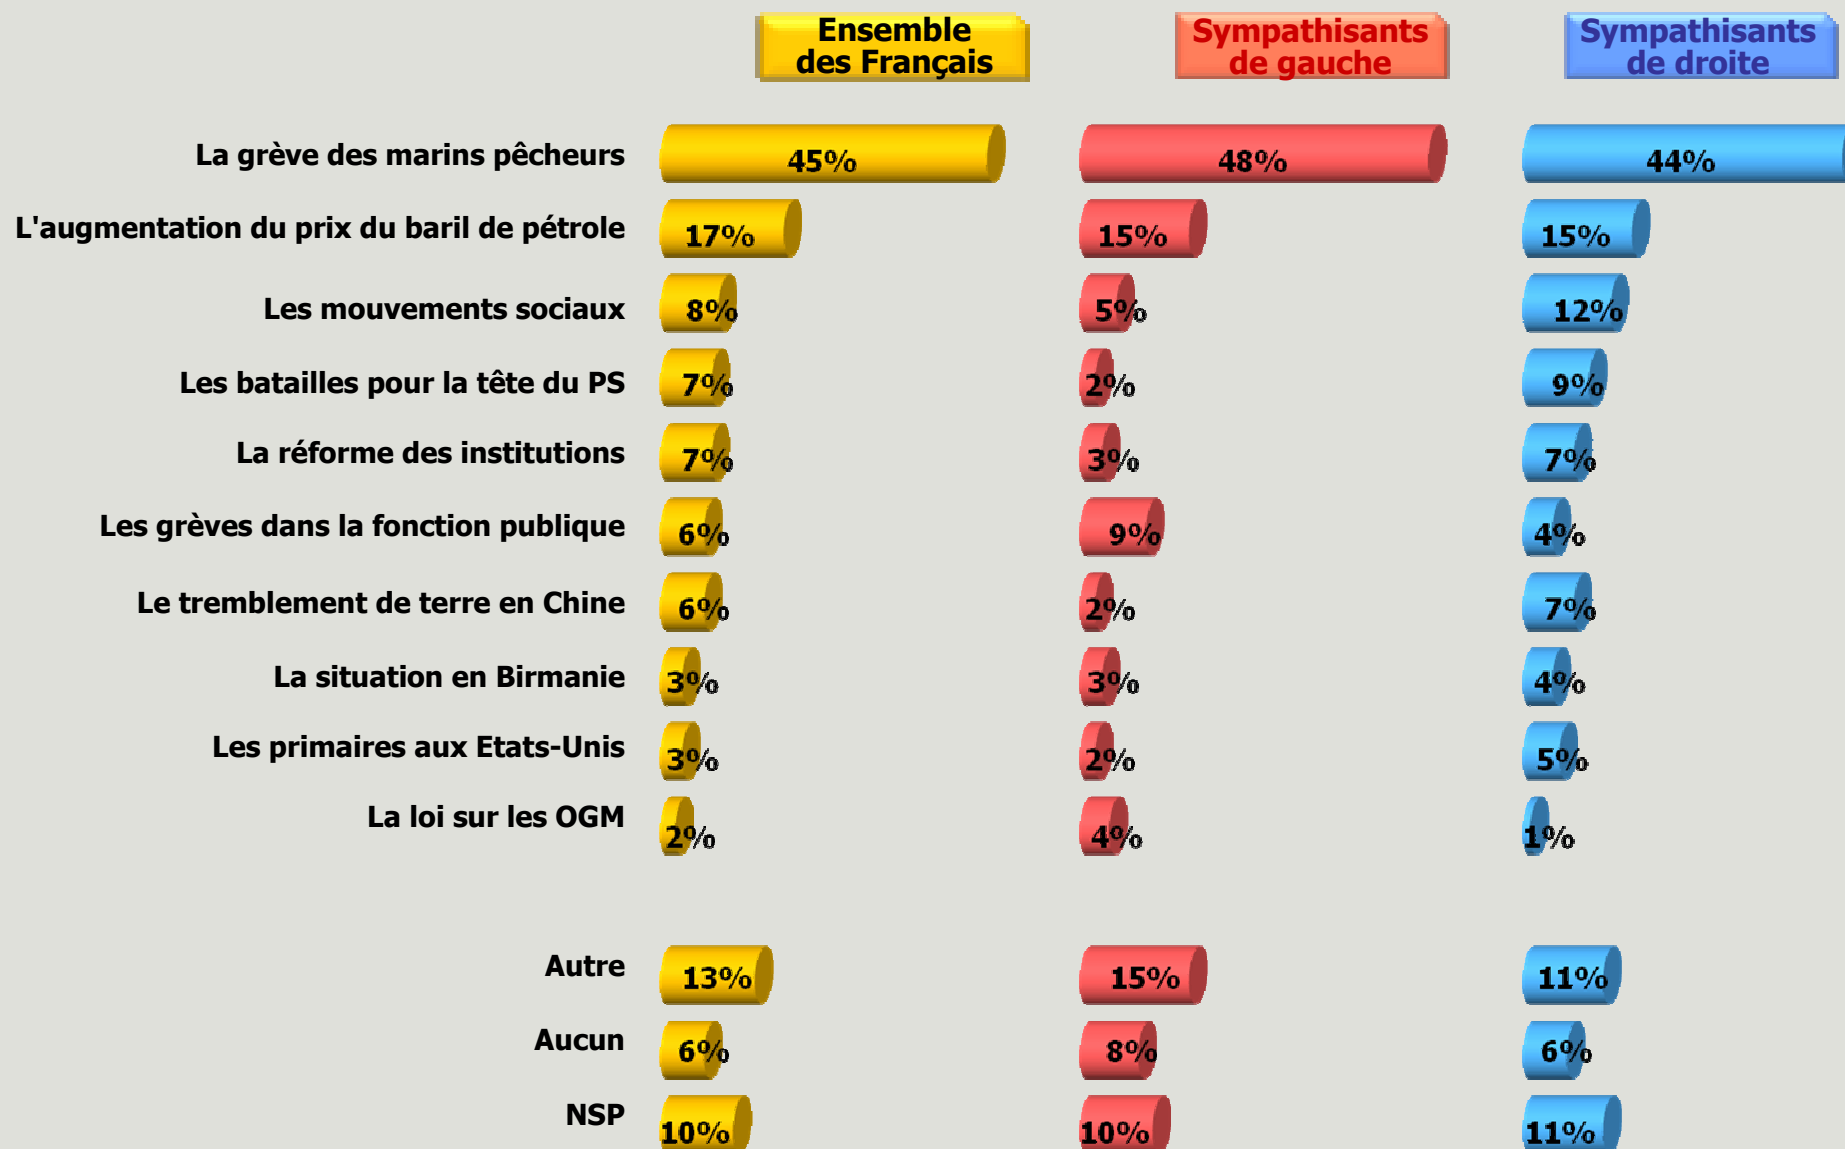 Ensemble
des Français
Sympathisants
de gauche
Sympathisants
de droite
La grève des marins pêcheurs 45% 48% 44%
L'augmentation du prix du baril de pétrole 17% 15% 15%
Les mouvements sociaux 8% 5% 12%
Les batailles pour la tête du PS 7% 2% 9%
La réforme des institutions 7% 3% 7%
Les grèves dans la fonction publique 6% 9% 4%
Le tremblement de terre en Chine 6% 2% 7%
La situation en Birmanie 3% 3% 4%
Les primaires aux Etats-Unis 3% 2% 5%
La loi sur les OGM 2% 4% 1%
Autre 13% 15% 11%
Aucun 6% 8% 6%
NSP 10% 10% 11%